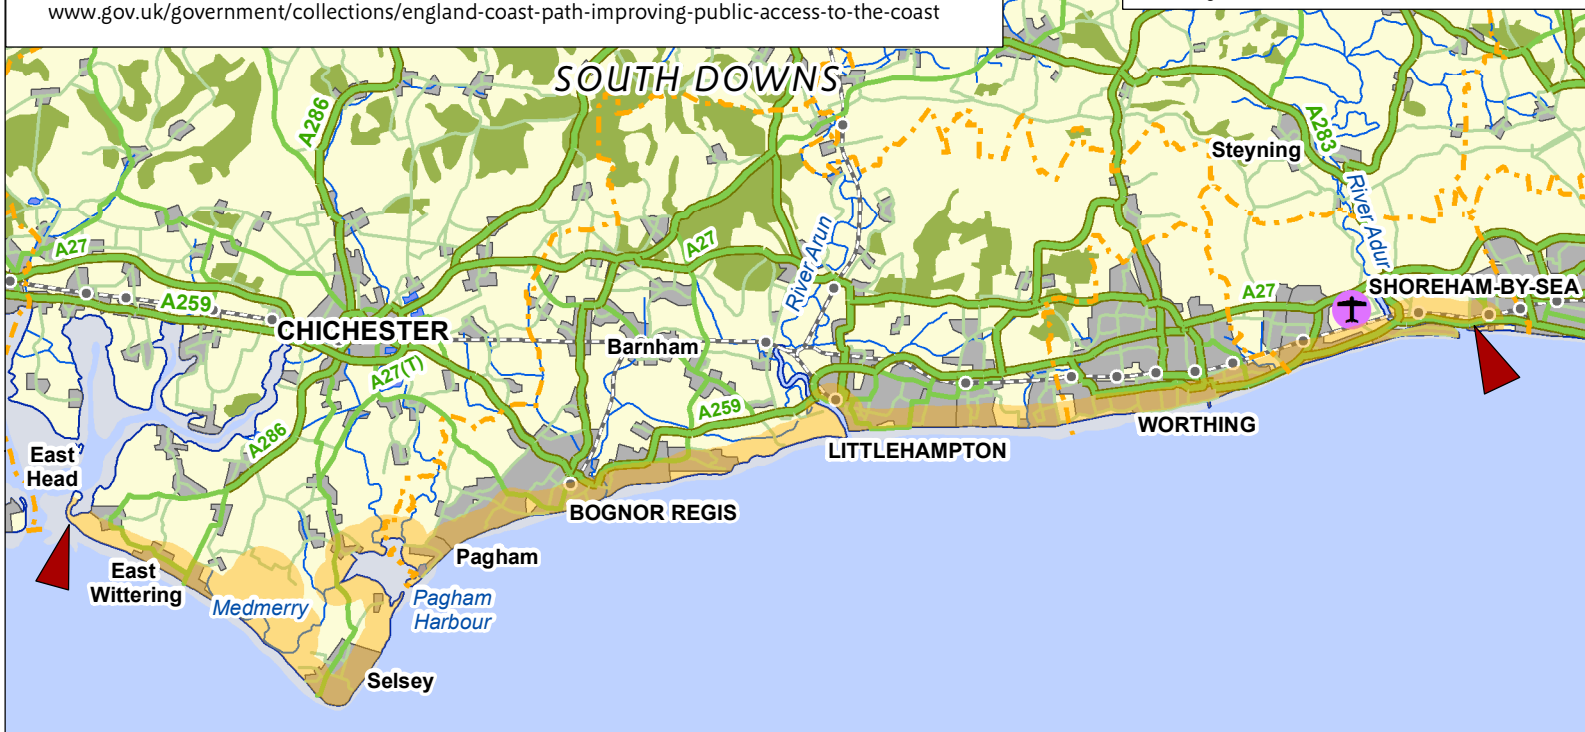 www.gov.uk/government/collections/england-coast-path-improving-public-access-to-the-coast
SOUTH DOWNS
A286
A283
Steyning
River Adur
River Arun
A27
A27
A27
A259
SHOREHAM-BY-SEA
CHICHESTER
Barnham
A27(T)
A259
A286
WORTHING
LITTLEHAMPTON
East
Head
BOGNOR REGIS
Pagham
East
Wittering
Medmerry
Pagham
Harbour
Selsey